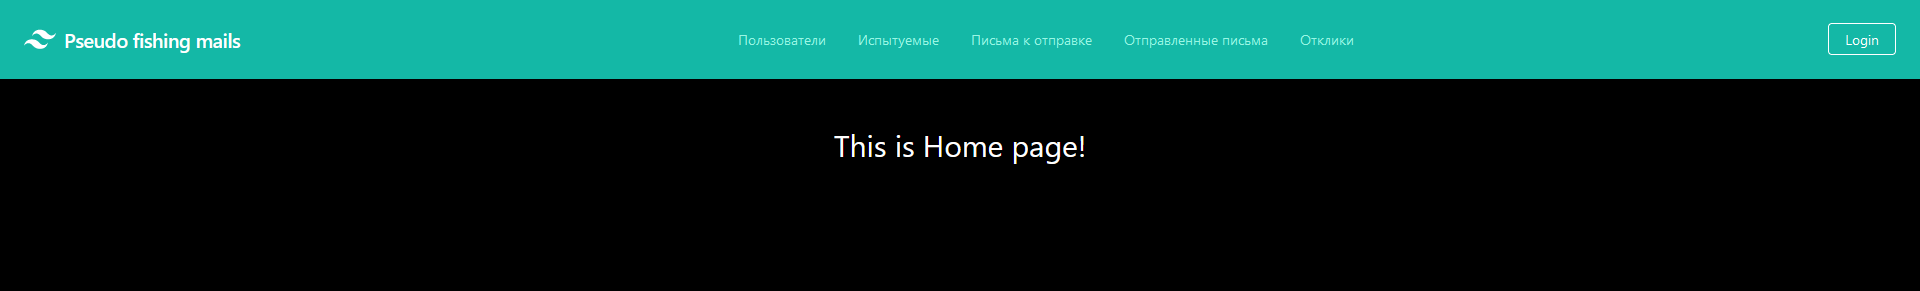 Pseudo fishing mails
Пользователи Испытуемые Письма к отправке Отправленные письма Отклики
Login
This is Home page!